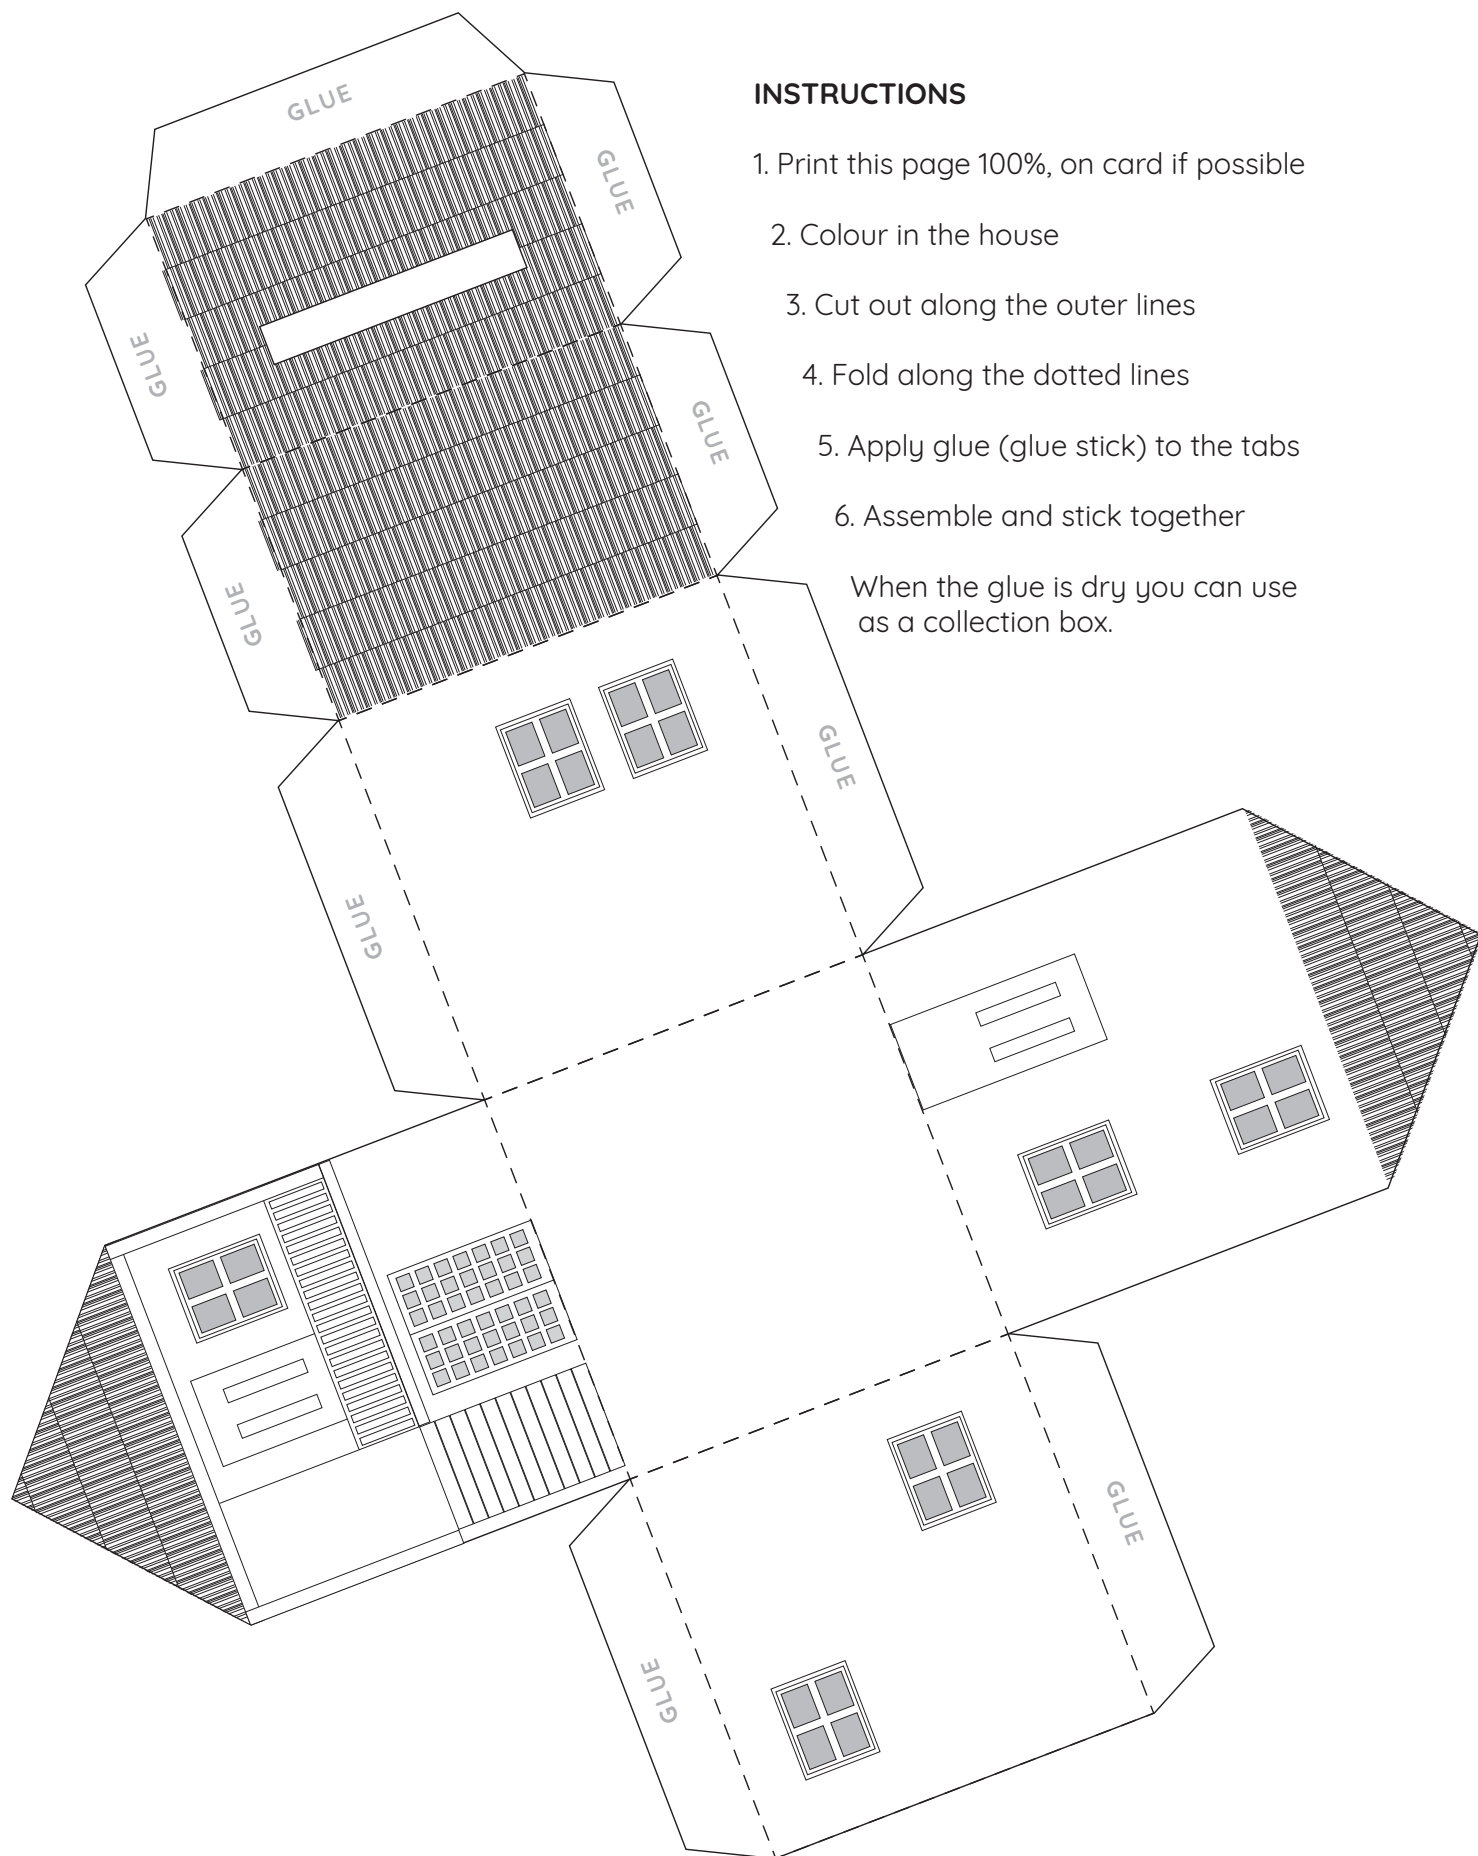 INSTRUCTIONS
1. Print this page 100%, on card if possible
2. Colour in the house
3. Cut out along the outer lines
4. Fold along the dotted lines
5. Apply glue (glue stick) to the tabs
6. Assemble and stick together
When the glue is dry you can use
as a collection box.
GLUE
GLUE
GLUE
GLUE
GLUE
GLUE
GLUE
GLUE
GLUE